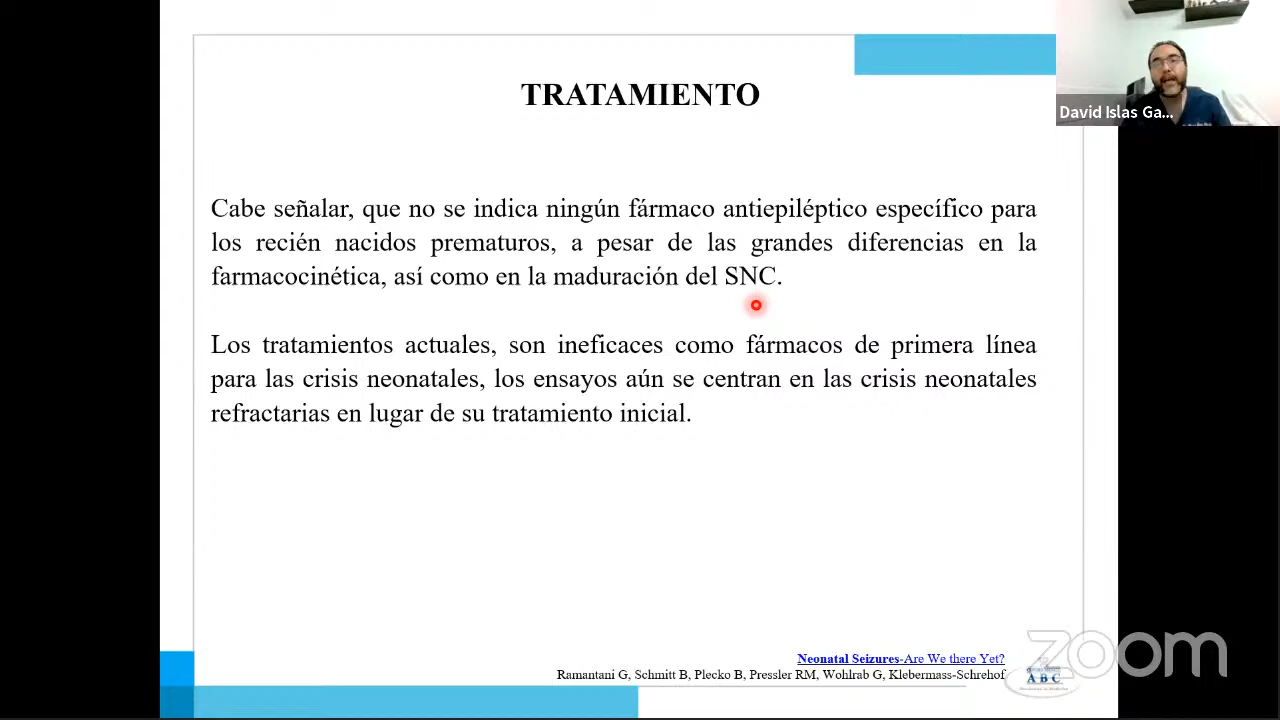 David Islas Ga...
TRATAMIENTO
Cabe señalar, que no se indica ningún fármaco antiepiléptico específico para
los recién nacidos prematuros, a pesar de las grandes diferencias en la
farmacocinética, así como en la maduración del SNC.
Los tratamientos actuales, son ineficaces como fármacos de primera línea
para las crisis neonatales, los ensayos aún se centran en las crisis neonatales
refractarias en lugar de su tratamiento inicial.
Neonatal Seizures-Are We there Yet?
Ramantani G, Schmitt B, Plecko B, Pressler RM, Wohlrab G, Klebermass-Schrehof
ABC
zoom